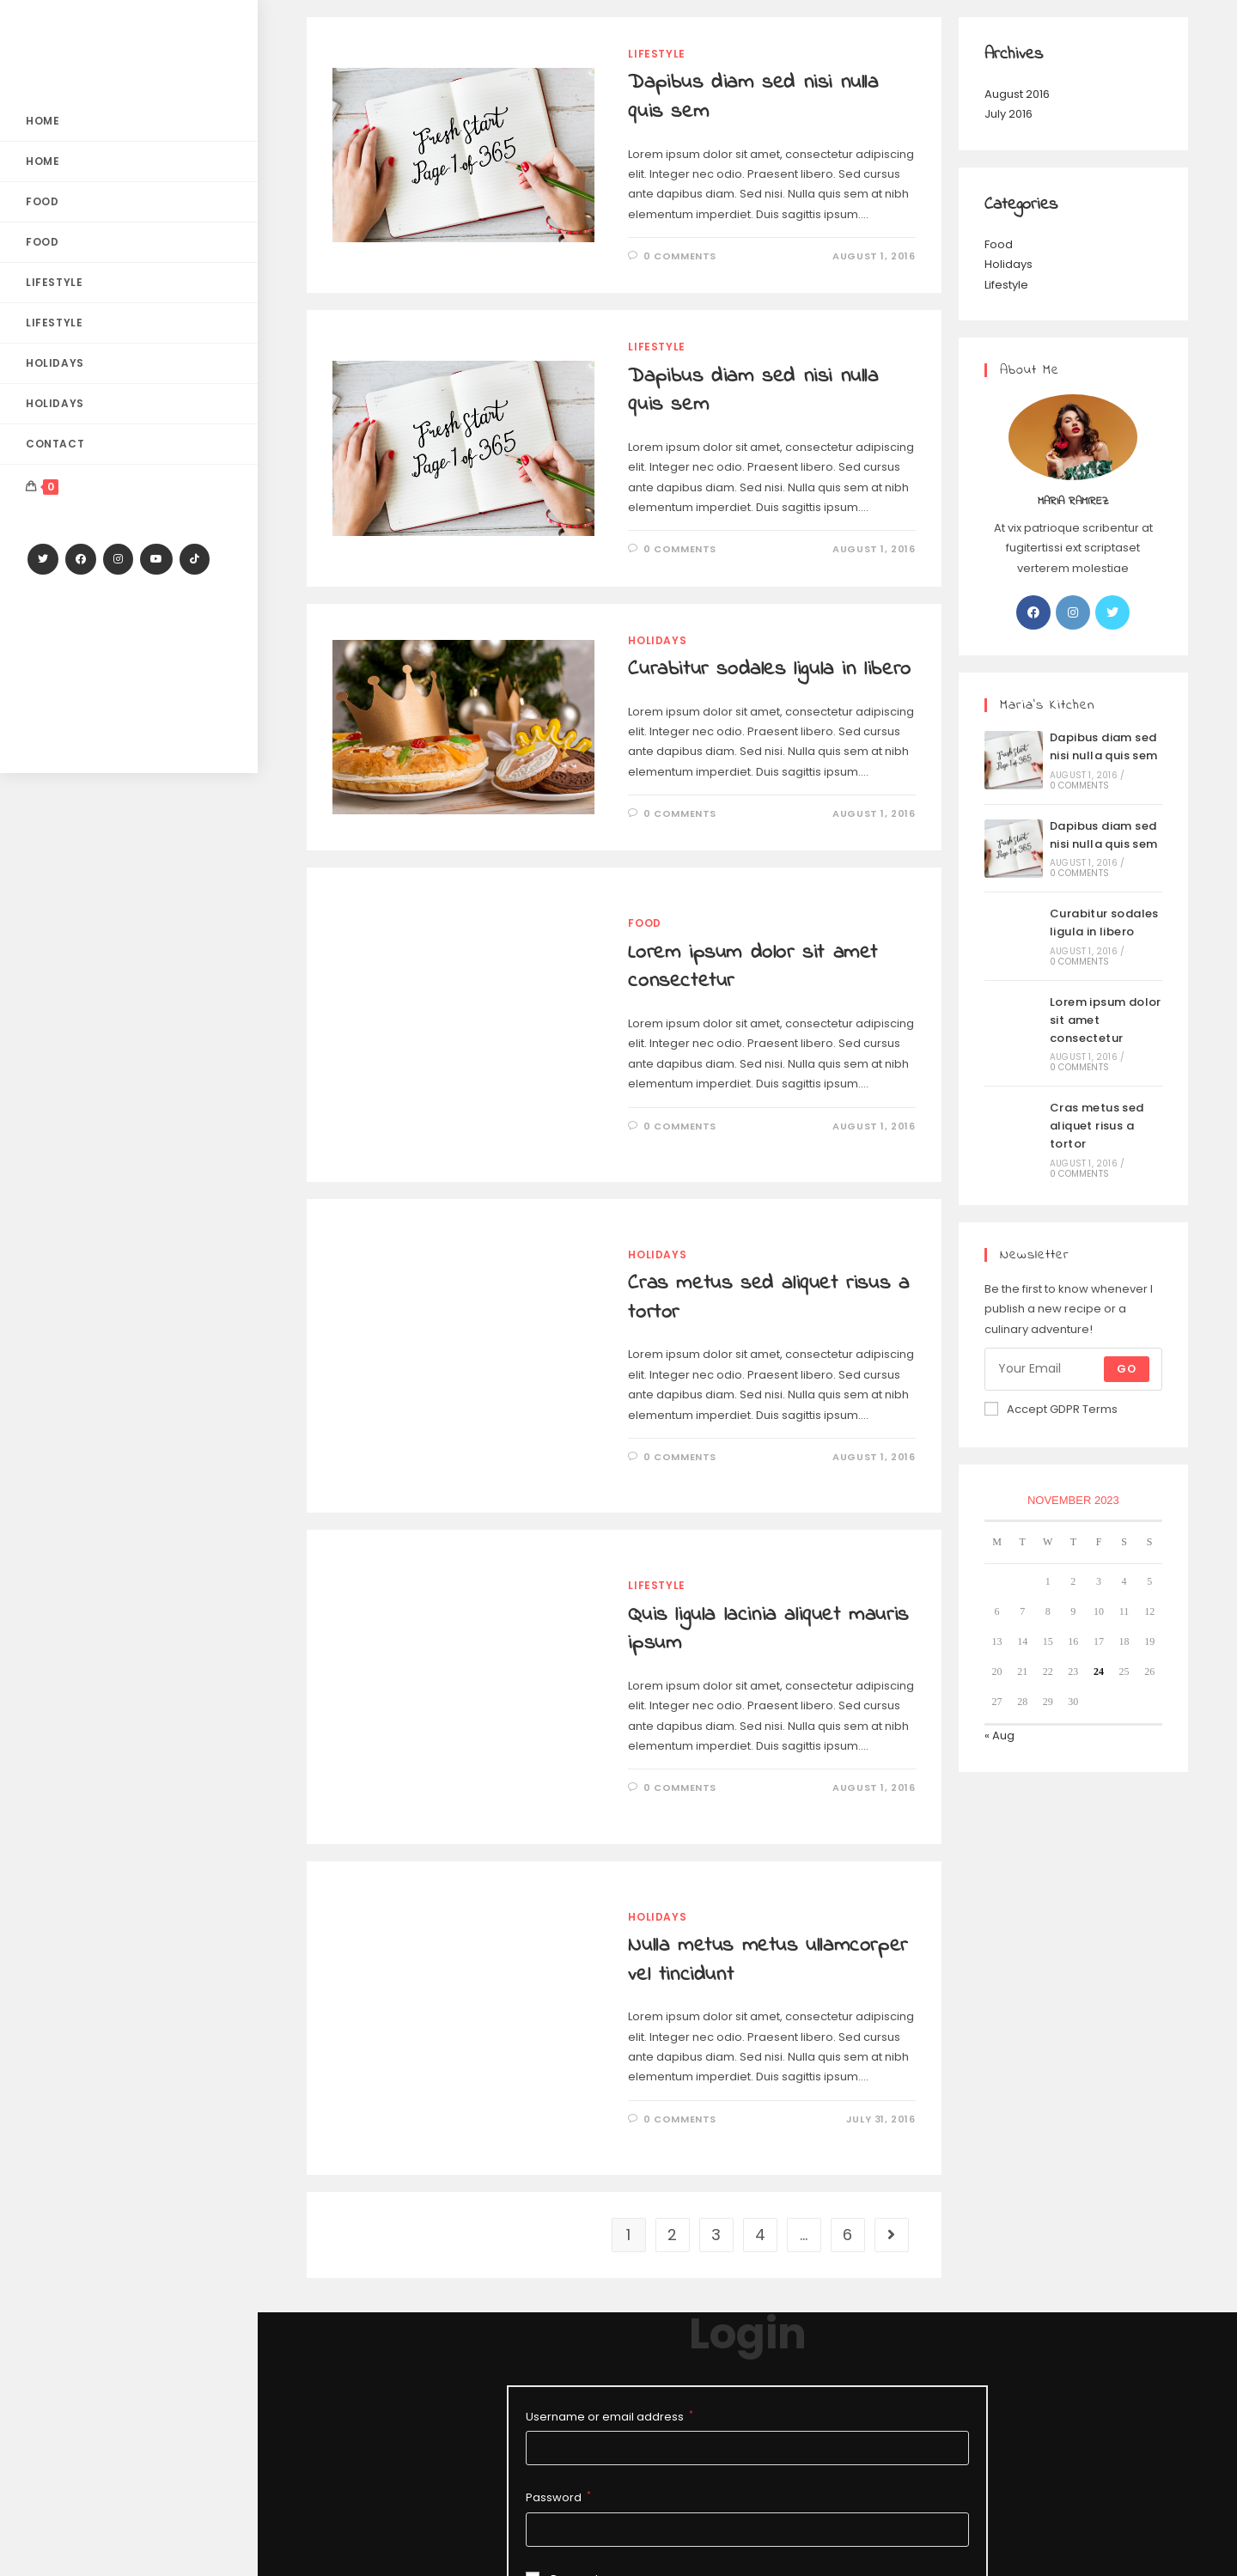 HOME
HOME
FOOD
FOOD
LIFESTYLE
LIFESTYLE
HOLIDAYS
HOLIDAYS
CONTACT
0
Fresh Start
Page 1 of 365
LIFESTYLE
Dapibus diam sed nisi nulla
quis sem
Lorem ipsum dolor sit amet, consectetur adipiscing
elit. Integer nec odio. Praesent libero. Sed cursus
ante dapibus diam. Sed nisi. Nulla quis sem at nibh
elementum imperdiet. Duis sagittis ipsum....
0 COMMENTS
AUGUST 1, 2016
Fresh Start
Page 1 of 365
LIFESTYLE
Dapibus diam sed nisi nulla
quis sem
Lorem ipsum dolor sit amet, consectetur adipiscing
elit. Integer nec odio. Praesent libero. Sed cursus
ante dapibus diam. Sed nisi. Nulla quis sem at nibh
elementum imperdiet. Duis sagittis ipsum....
0 COMMENTS
AUGUST 1, 2016
HOLIDAYS
Curabitur sodales ligula in libero
Lorem ipsum dolor sit amet, consectetur adipiscing
elit. Integer nec odio. Praesent libero. Sed cursus
ante dapibus diam. Sed nisi. Nulla quis sem at nibh
elementum imperdiet. Duis sagittis ipsum....
0 COMMENTS
AUGUST 1, 2016
FOOD
Lorem ipsum dolor sit amet
consectetur
Lorem ipsum dolor sit amet, consectetur adipiscing
elit. Integer nec odio. Praesent libero. Sed cursus
ante dapibus diam. Sed nisi. Nulla quis sem at nibh
elementum imperdiet. Duis sagittis ipsum....
0 COMMENTS
AUGUST 1, 2016
HOLIDAYS
Cras metus sed aliquet risus a
tortor
Lorem ipsum dolor sit amet, consectetur adipiscing
elit. Integer nec odio. Praesent libero. Sed cursus
ante dapibus diam. Sed nisi. Nulla quis sem at nibh
elementum imperdiet. Duis sagittis ipsum....
0 COMMENTS
AUGUST 1, 2016
LIFESTYLE
Quis ligula lacinia aliquet mauris
ipsum
Lorem ipsum dolor sit amet, consectetur adipiscing
elit. Integer nec odio. Praesent libero. Sed cursus
ante dapibus diam. Sed nisi. Nulla quis sem at nibh
elementum imperdiet. Duis sagittis ipsum....
0 COMMENTS
AUGUST 1, 2016
HOLIDAYS
Nulla metus metus ullamcorper
vel tincidunt
Lorem ipsum dolor sit amet, consectetur adipiscing
elit. Integer nec odio. Praesent libero. Sed cursus
ante dapibus diam. Sed nisi. Nulla quis sem at nibh
elementum imperdiet. Duis sagittis ipsum....
0 COMMENTS
JULY 31, 2016
1 2 3 4 ... 6
Archives
August 2016
July 2016
Categories
Food
Holidays
Lifestyle
About Me
MARIA RAMIREZ
At vix patrioque scribentur at
fugitertissi ext scriptaset
verterem molestiae
Maria's Kitchen
Fresh Start
Page 1 of 365
Dapibus diam sed
nisi nulla quis sem
AUGUST 1, 2016 /
0 COMMENTS
Fresh Start
Page 1 of 365
Dapibus diam sed
nisi nulla quis sem
AUGUST 1, 2016 /
0 COMMENTS
Curabitur sodales
ligula in libero
AUGUST 1, 2016 /
0 COMMENTS
Lorem ipsum dolor
sit amet
consectetur
AUGUST 1, 2016 /
0 COMMENTS
Cras metus sed
aliquet risus a
tortor
AUGUST 1, 2016 /
0 COMMENTS
Newsletter
Be the first to know whenever I
publish a new recipe or a
culinary adventure!
Your Email
GO
Accept GDPR Terms
NOVEMBER 2023
M T W T F S S
1 2 3 4 5
6 7 8 9 10 11 12
13 14 15 16 17 18 19
20 21 22 23 24 25 26
27 28 29 30
« Aug
Login
Username or email address *
Password *